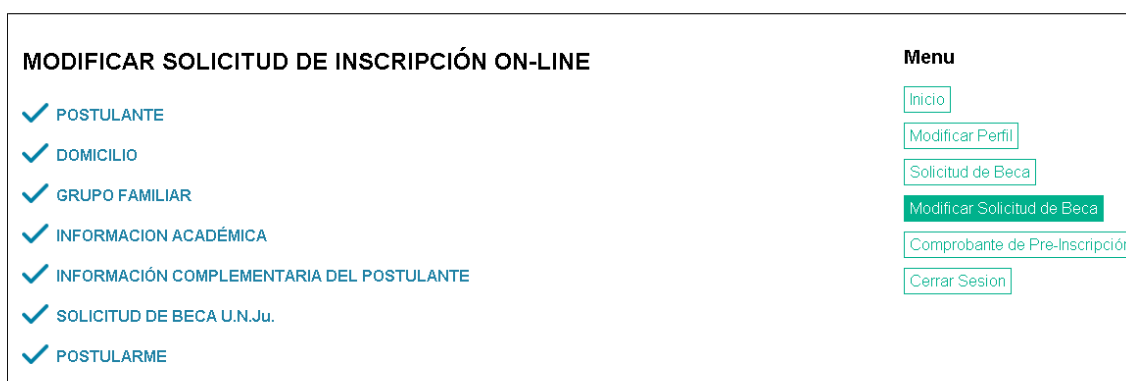 MODIFICAR SOLICITUD DE INSCRIPCIÓN ON-LINE
POSTULANTE
DOMICILIO
GRUPO FAMILIAR
INFORMACION ACADÉMICA
INFORMACIÓN COMPLEMENTARIA DEL POSTULANTE
SOLICITUD DE BECA U.N.Ju.
POSTULARME
Menu
Inicio
Modificar Perfil
Solicitud de Beca
Modificar Solicitud de Beca
Comprobante de Pre-Inscripción
Cerrar Sesion